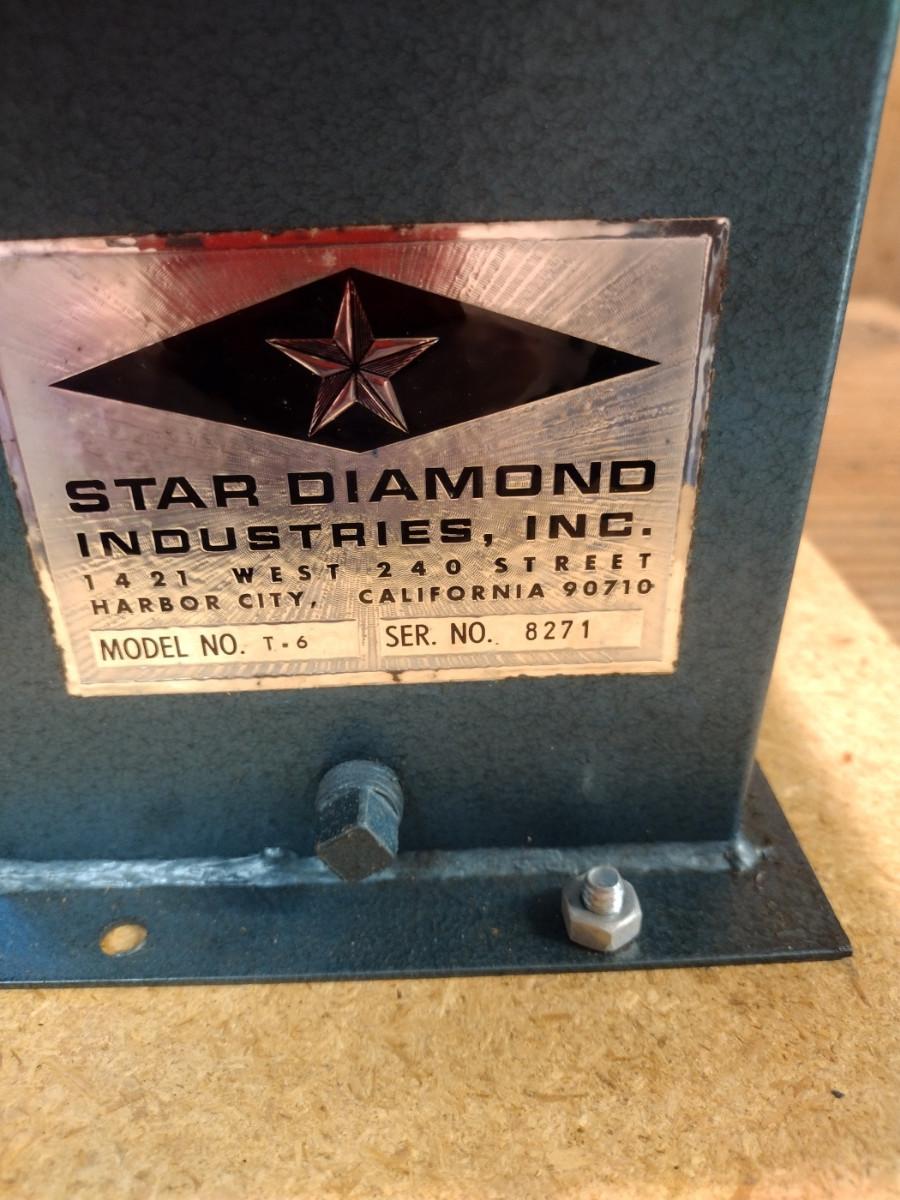 STAR DIAMOND
INDUSTRIES, INC.
1421 WEST 240 STREET
HARBOR CITY, CALIFORNIA 90710
MODEL NO. T-6 SER. NO. 8271